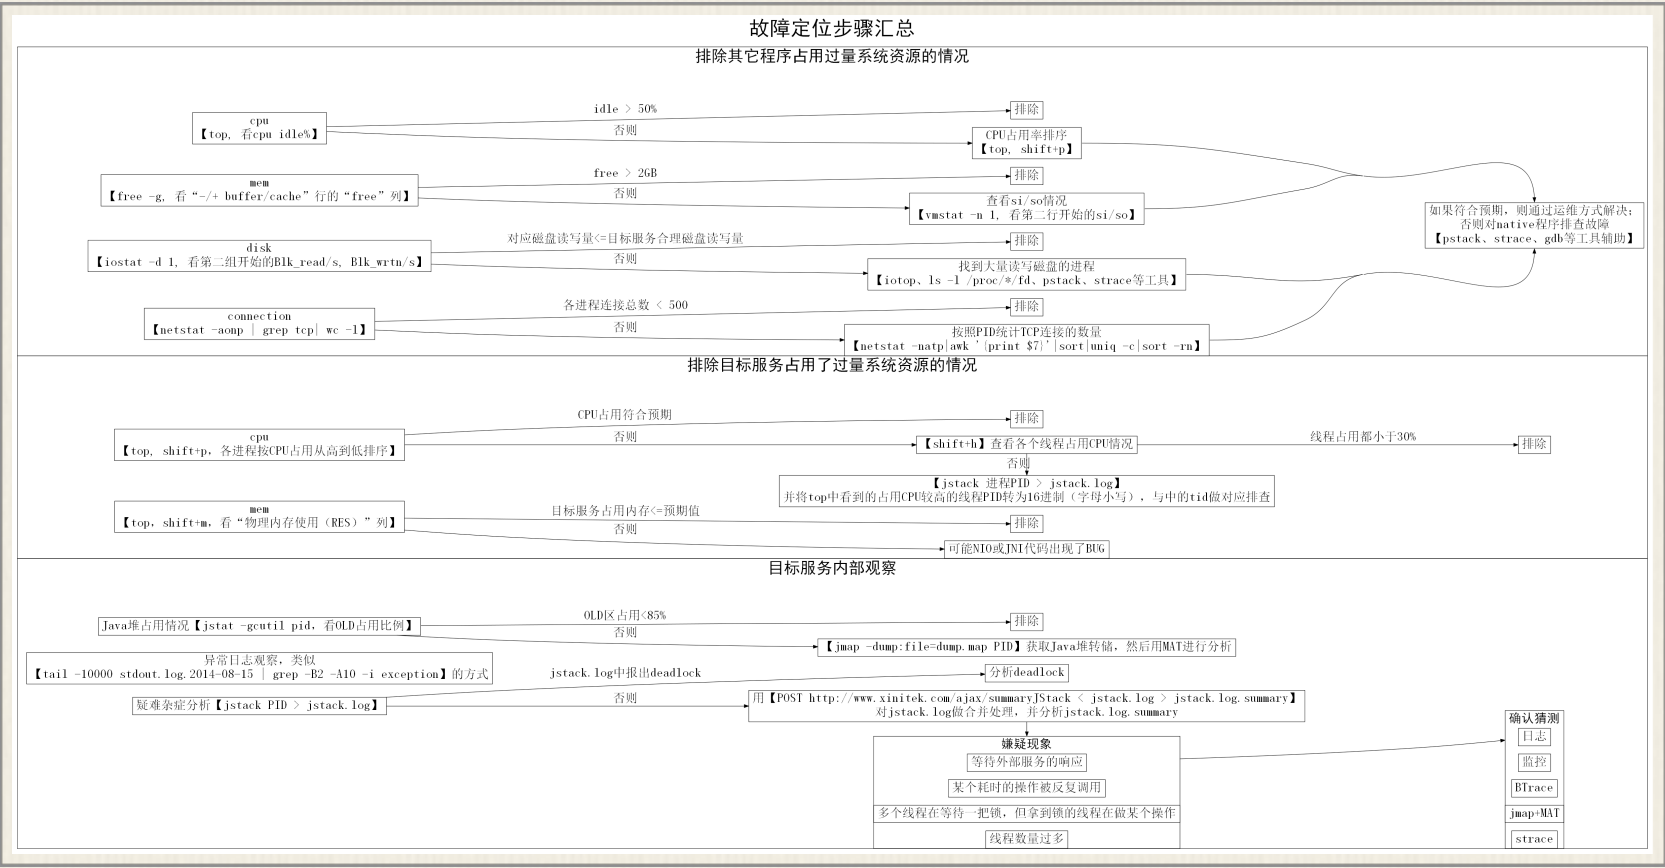 故障定位步骤汇总
排除其它程序占用过量系统资源的情况
cpu
【top, 看cpu idle%】
idle > 50%
否则
排除
CPU占用率排序
【top, shift+p】
mem
【free -g, 看“-/+ buffer/cache”行的“free”列】
free > 2GB
否则
排除
查看si/so情况
【vmstat -n 1, 看第二行开始的si/so】
disk
【iostat -d 1, 看第二组开始的Blk_read/s, Blk_wrtn/s】
对应磁盘读写量<=目标服务合理磁盘读写量
否则
排除
找到大量读写磁盘的进程
【iotop、ls -l /proc/*/fd、pstack、strace等工具】
connection
【netstat -aonp | grep tcp| wc -l】
各进程连接总数 < 500
否则
排除
按照PID统计TCP连接的数量
【netstat -natp|awk '{print $7}'|sort|uniq -c|sort -rn】
如果符合预期，则通过运维方式解决；
否则对native程序排查故障
【pstack、strace、gdb等工具辅助】
排除目标服务占用了过量系统资源的情况
cpu
【top, shift+p，各进程按CPU占用从高到低排序】
CPU占用符合预期
否则
排除
【shift+h】查看各个线程占用CPU情况
线程占用都小于30%
排除
否则
【jstack 进程PID > jstack.log】
并将top中看到的占用CPU较高的线程PID转为16进制（字母小写），与中的tid做对应排查
mem
【top，shift+m，看“物理内存使用（RES）”列】
目标服务占用内存<=预期值
否则
排除
可能NIO或JNI代码出现了BUG
目标服务内部观察
Java堆占用情况【jstat -gcutil pid，看OLD占用比例】
OLD区占用<85%
否则
排除
【jmap -dump:file=dump.map PID】获取Java堆转储，然后用MAT进行分析
异常日志观察，类似
【tail -10000 stdout.log.2014-08-15 | grep -B2 -A10 -i exception】的方式
疑难杂症分析【jstack PID > jstack.log】
jstack.log中报出deadlock
否则
分析deadlock
用【POST http://www.xinitek.com/ajax/summaryJStack < jstack.log > jstack.log.summary】
对jstack.log做合并处理，并分析jstack.log.summary
嫌疑现象
等待外部服务的响应
某个耗时的操作被反复调用
多个线程在等待一把锁，但拿到锁的线程在做某个操作
线程数量过多
确认猜测
日志
监控
BTrace
jmap+MAT
strace